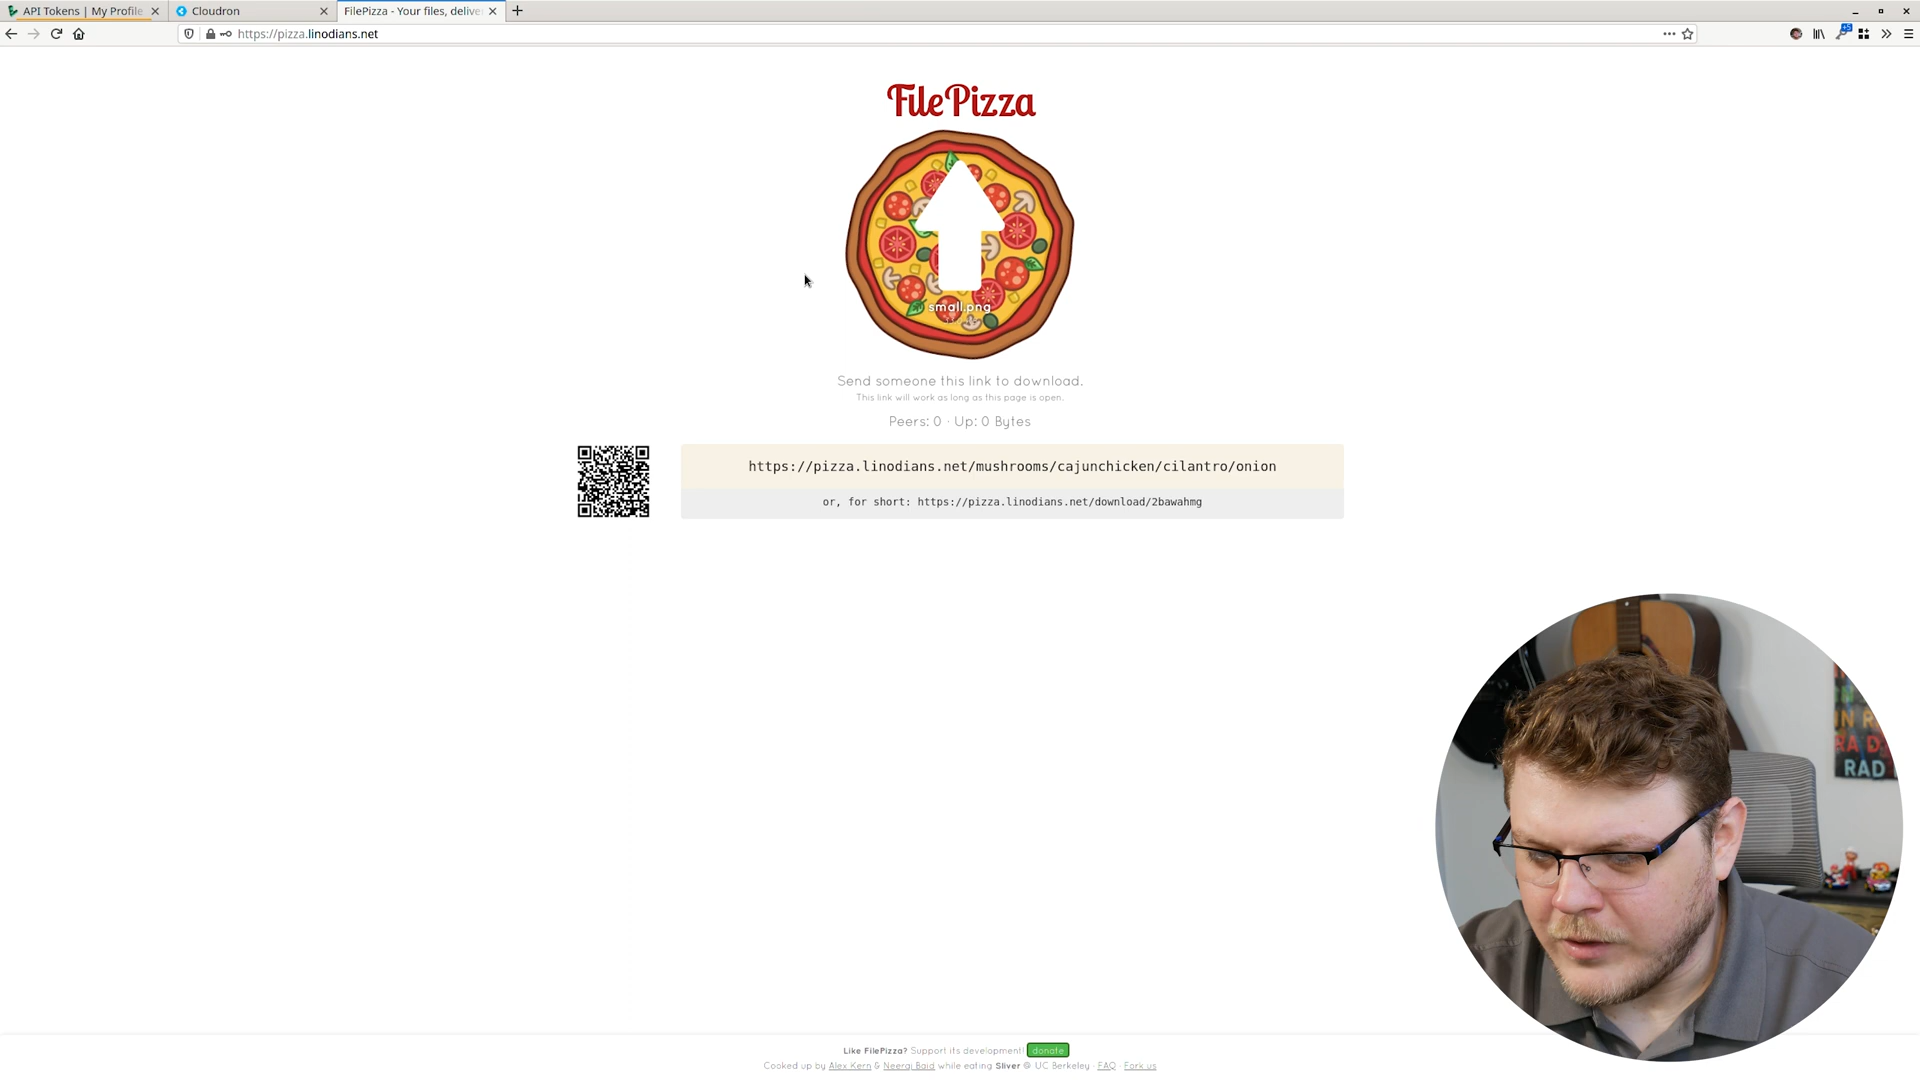 API Tokens | My Profile
Cloudron
FilePizza - Your files, delive
https://pizza.linodians.net
FilePizza
small.png
Send someone this link to download.
This link will work as long as this page is open.
Peers: 0 · Up: 0 Bytes
https://pizza.linodians.net/mushrooms/cajunchicken/cilantro/onion
or, for short: https://pizza.linodians.net/download/2bawahmg
RAD
Like FilePizza? Support its development! donate
Cooked up by Alex Kern & Neeraj Baid while eating Sliver @ UC Berkeley · FAQ · Fork us